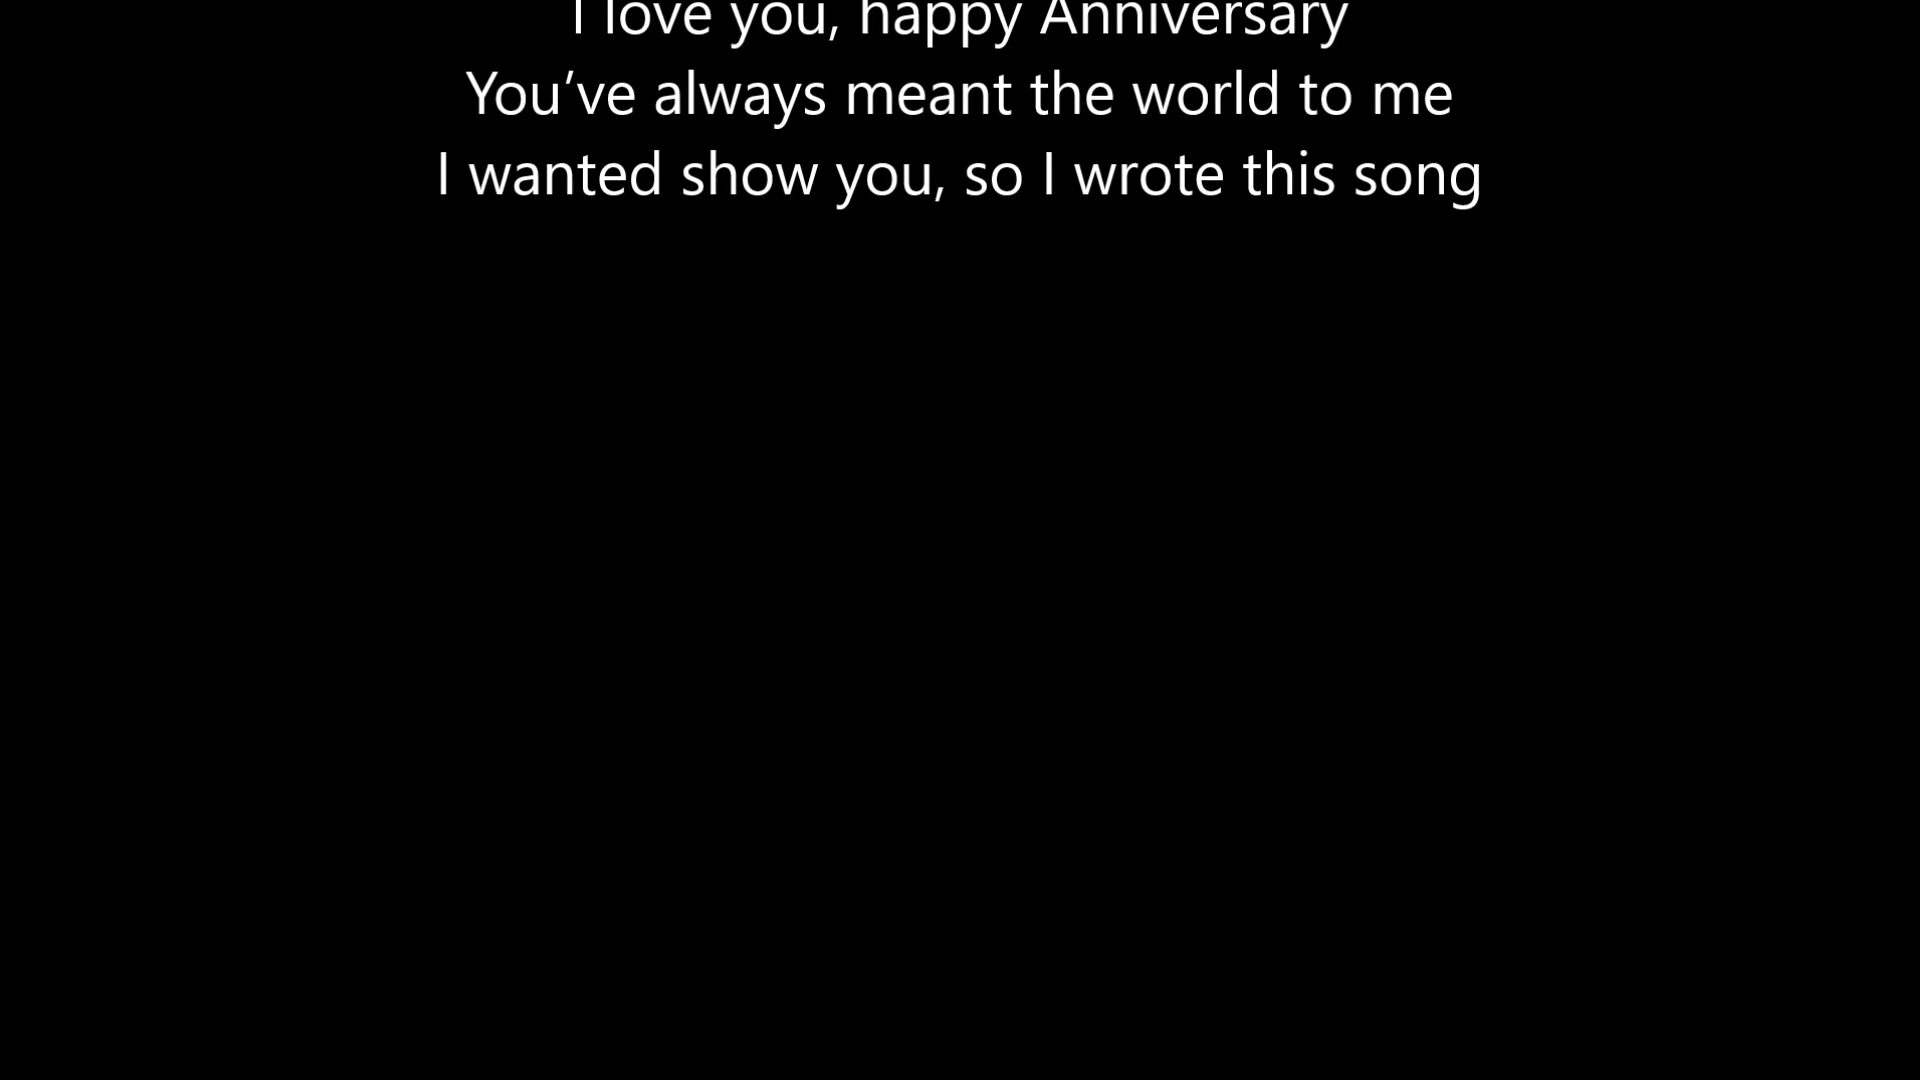 I love you, happy Anniversary
You’ve always meant the world to me
I wanted show you, so I wrote this song